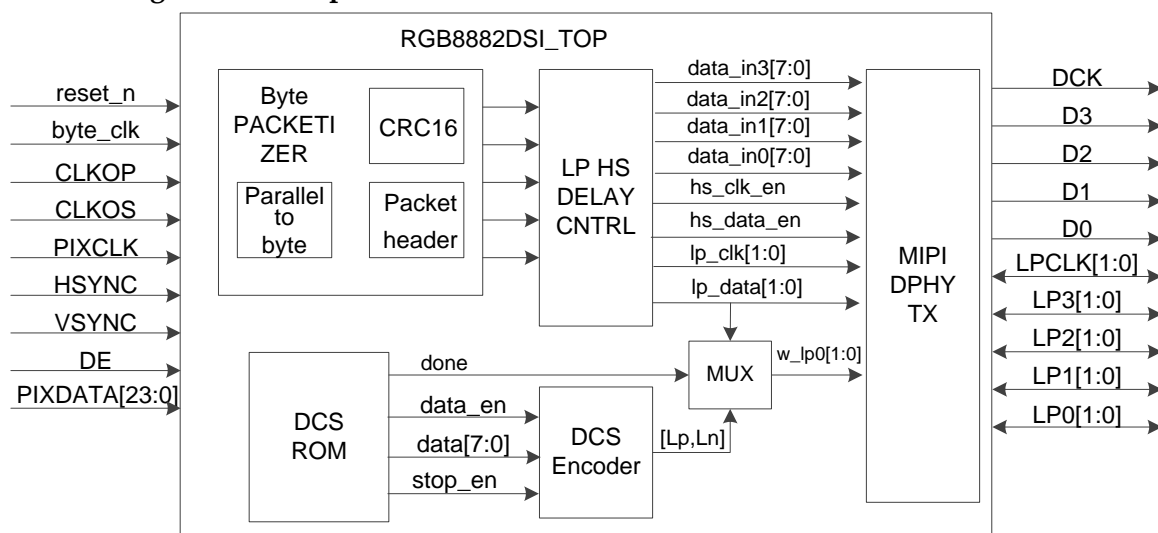 RGB8882DSI_TOP
reset_n
byte_clk
CLKOP
CLKOS
PIXCLK
HSYNC
VSYNC
DE
PIXDATA[23:0]
Byte
PACKETI
ZER
CRC16
Parallel
to
byte
Packet
header
LP HS
DELAY
CNTRL
data_in3[7:0]
data_in2[7:0]
data_in1[7:0]
data_in0[7:0]
hs_clk_en
hs_data_en
lp_clk[1:0]
lp_data[1:0]
DCS
ROM
done
data_en
data[7:0]
stop_en
DCS
Encoder
[Lp,Ln]
MUX
w_lp0[1:0]
MIPI
DPHY
TX
DCK
D3
D2
D1
D0
LPCLK[1:0]
LP3[1:0]
LP2[1:0]
LP1[1:0]
LP0[1:0]